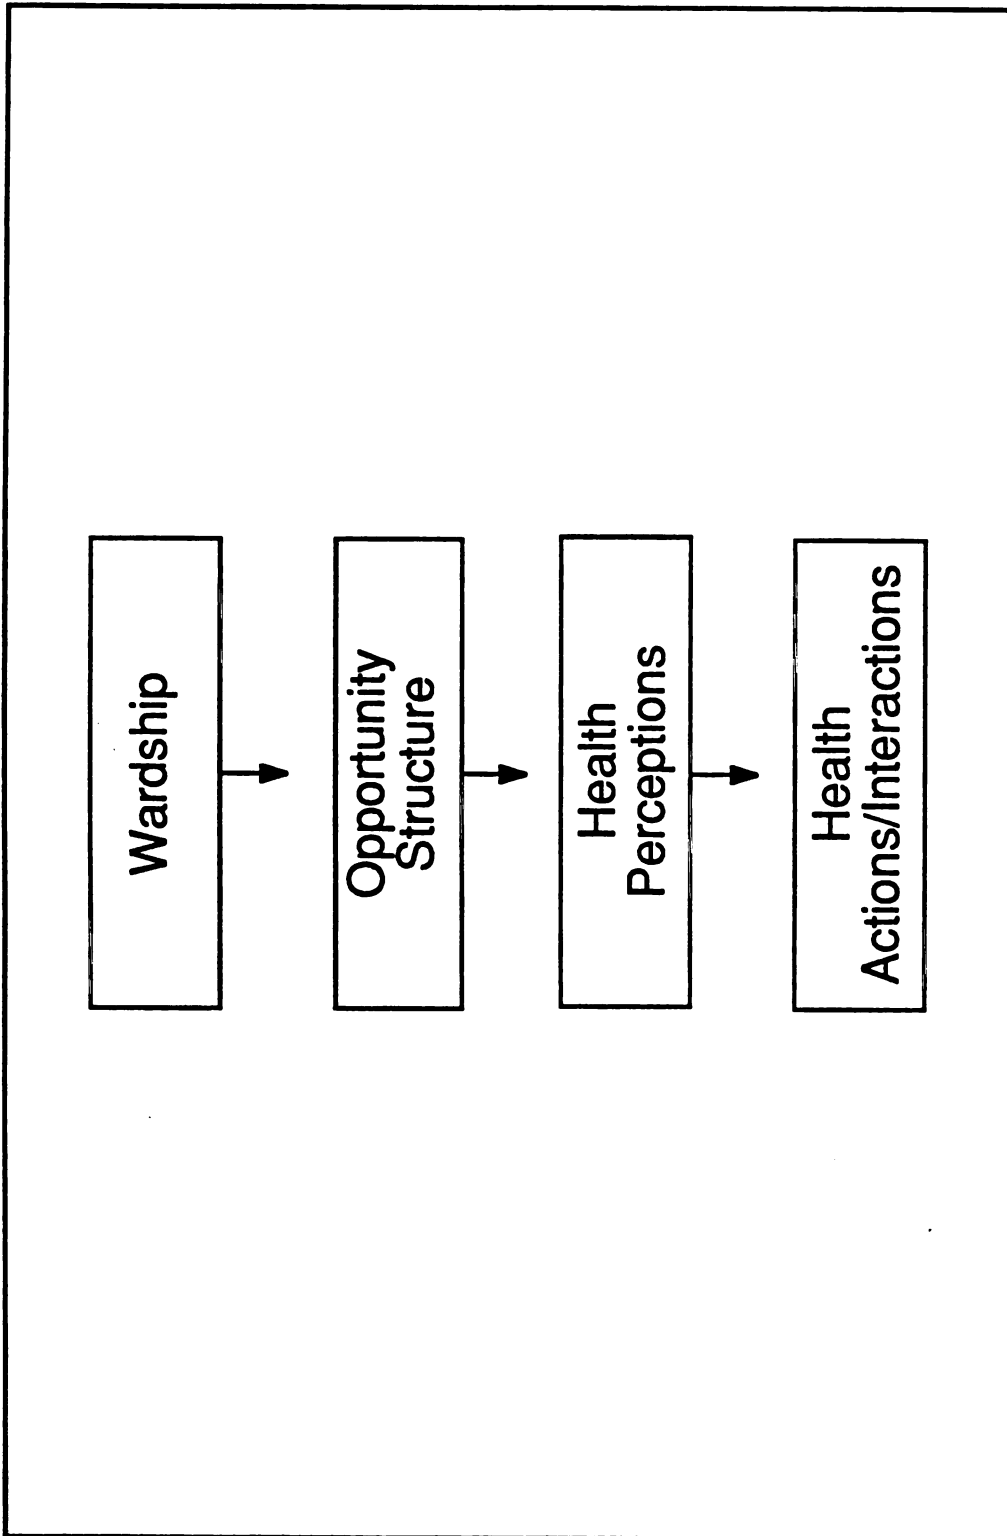 Wardship
Opportunity
Structure
Health
Perceptions
Health
Actions/Interactions